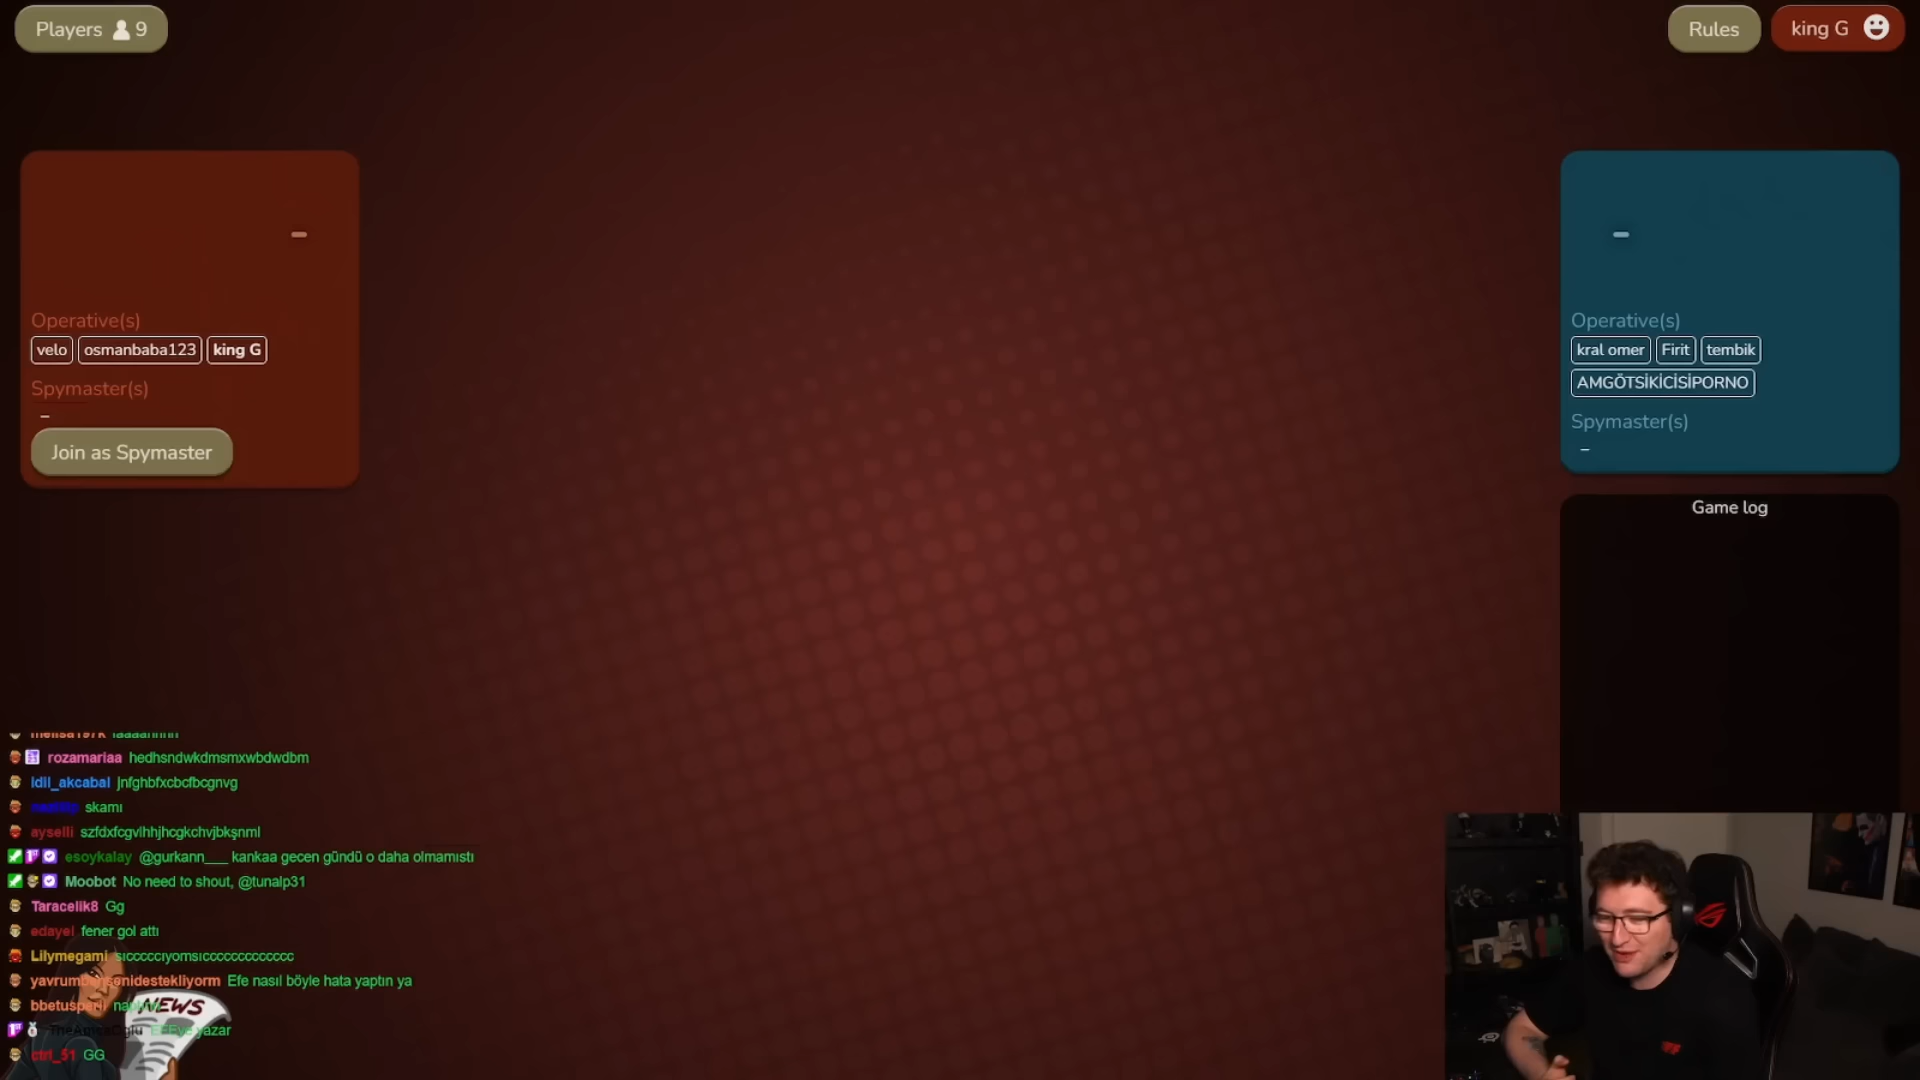 Players 9
Rules
king G
Operative(s)
velo osmanbaba123 king G
Spymaster(s)
–
Join as Spymaster
-
-
Operative(s)
kral omer Firit tembik
AMGÖTSİKİCİSİPORNO
Spymaster(s)
–
Game log
rozamariaa hedhsndwkdmsmxwbdwdbm
idil_akcabal jnfghbfxcbcfbcgnvg
skamı
ayselli szfdxfcgvlhhjhcgkchvjbkşnml
esoykalay @gurkann___ kankaa gecen gündü o daha olmamıstı
Moobot No need to shout, @tunalp31
Taracelik8 Gg
edayel fener gol attı
Lilymegami sıcccccıyomsıccccccccccccc
Efe nasıl böyle hata yaptın ya
NEWS
yazar
ctrl_51 GG